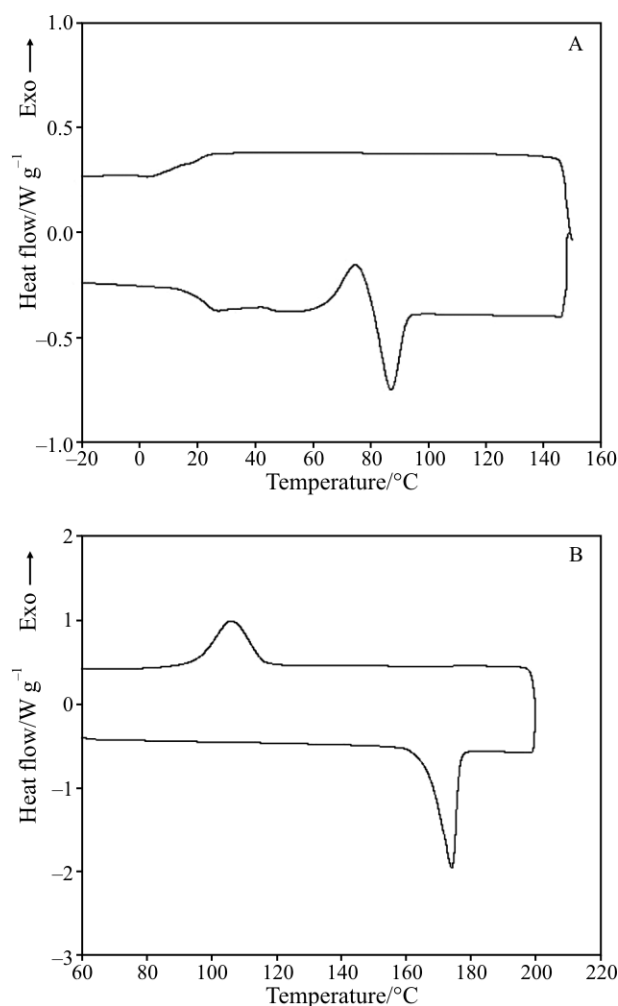 A
Exo →
Heat flow/W g⁻¹
1.0
0.5
0.0
−0.5
−1.0
−20 0 20 40 60 80 100 120 140 160
Temperature/°C
B
Exo →
Heat flow/W g⁻¹
2
1
0
−1
−2
−3
60 80 100 120 140 160 180 200 220
Temperature/°C